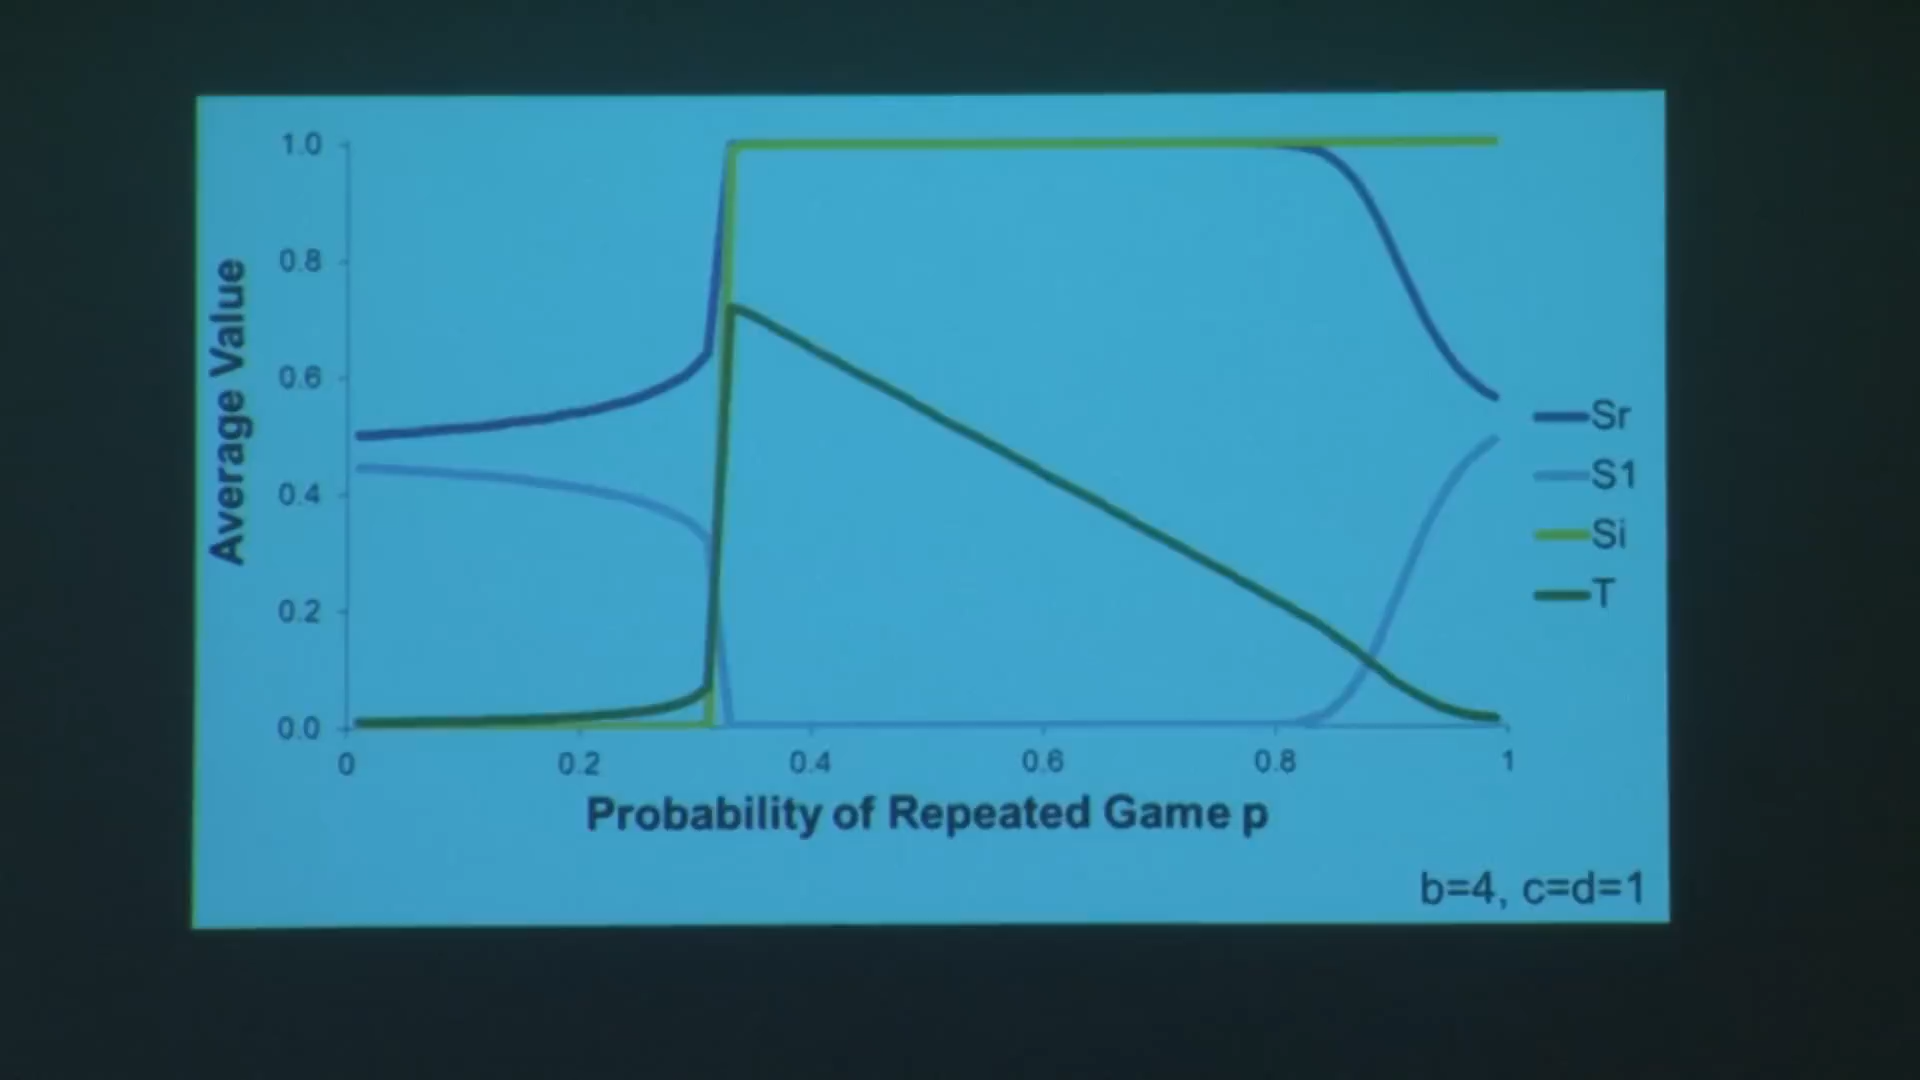 Average Value
1.0
0.8
0.6
0.4
0.2
0.0
0 0.2 0.4 0.6 0.8 1
Probability of Repeated Game p
Sr
S1
Si
T
b=4, c=d=1